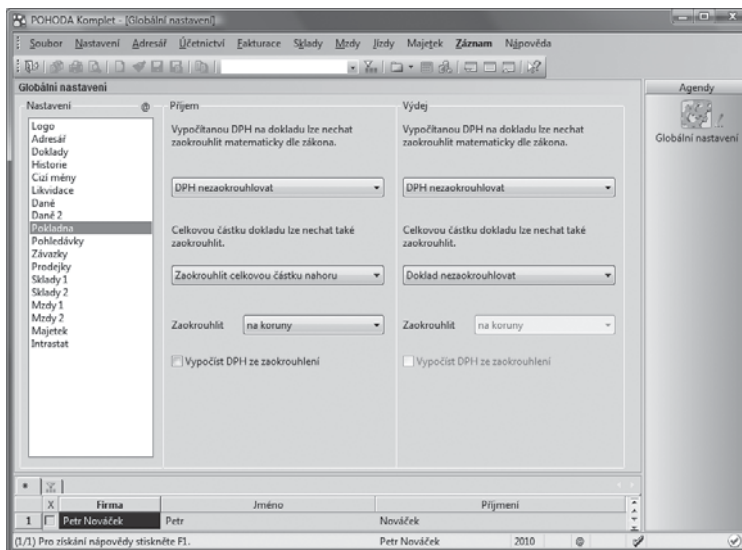 POHODA Komplet - [Globální nastavení]
Soubor Nastavení Adresář Účetnictví Fakturace Sklady Mzdy Jízdy Majetek Záznam Nápověda
Globální nastavení
Agendy
Globální nastavení
Nastavení @
Logo
Adresář
Doklady
Historie
Cizí měny
Likvidace
Daně
Daně 2
Pokladna
Pohledávky
Závazky
Prodejky
Sklady 1
Sklady 2
Mzdy 1
Mzdy 2
Majetek
Intrastat
Příjem
Vypočítanou DPH na dokladu lze nechat
zaokrouhlit matematicky dle zákona.
DPH nezaokrouhlovat
Celkovou částku dokladu lze nechat také
zaokrouhlit.
Zaokrouhlit celkovou částku nahoru
Zaokrouhlit na koruny
Vypočíst DPH ze zaokrouhlení
Výdej
Vypočítanou DPH na dokladu lze nechat
zaokrouhlit matematicky dle zákona.
DPH nezaokrouhlovat
Celkovou částku dokladu lze nechat také
zaokrouhlit.
Doklad nezaokrouhlovat
Zaokrouhlit na koruny
Vypočíst DPH ze zaokrouhlení
X Firma Jméno Příjmení
1 Petr Nováček Petr Nováček
(1/1) Pro získání nápovědy stiskněte F1. Petr Nováček 2010 @